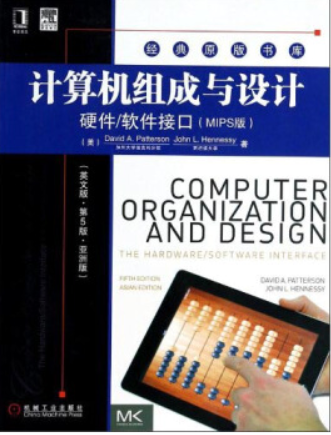 经典原版书库
计算机组成与设计
硬件/软件接口(MIPS版)
(美) David A. Patterson John L. Hennessy 著
(英文版·第5版·亚洲版)
COMPUTER
ORGANIZATION
AND DESIGN
THE HARDWARE/SOFTWARE INTERFACE
FIFTH EDITION
ASIAN EDITION
DAVID A. PATTERSON
JOHN L. HENNESSY
机械工业出版社
China Machine Press
MK